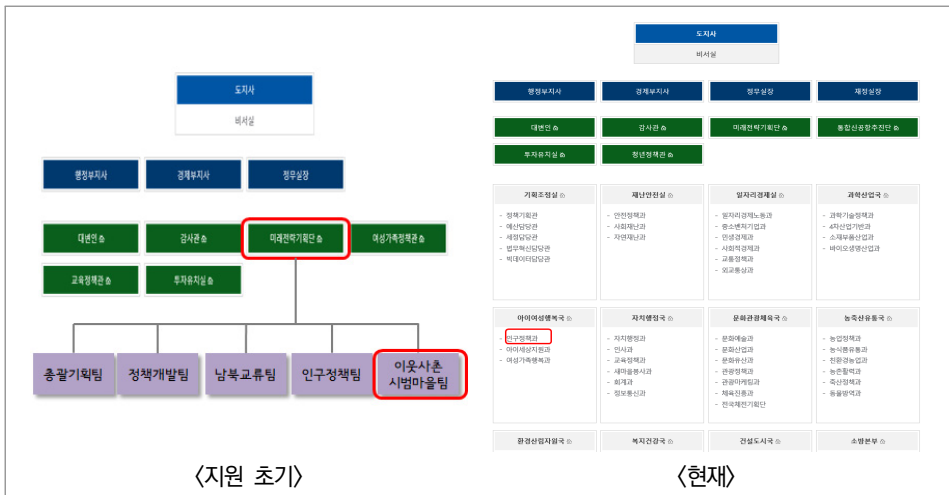 도지사
비서실
행정부지사 경제부지사 정무실장
대변인 감사관 미래전략기획단 여성가족정책관
교육정책관 투자유치실
총괄기획팀 정책개발팀 남북교류팀 인구정책팀 이웃사촌
시범마을팀
〈지원 초기〉
도지사
비서실
행정부지사 경제부지사 정무실장 재정실장
대변인 감사관 미래전략기획단 통합신공항추진단
투자유치실 청년정책관
기획조정실 재난안전실 일자리경제실 과학산업국
- 정책기획관 - 안전정책과 - 일자리경제노동과 - 과학기술정책과
- 예산담당관 - 사회재난과 - 중소벤처기업과 - 4차산업기반과
- 세정담당관 - 자연재난과 - 민생경제과 - 소재부품산업과
- 법무혁신담당관 - 사회적경제과 - 바이오생명산업과
- 빅데이터담당관 - 교통정책과
- 외교통상과
아이여성행복국 자치행정국 문화관광체육국 농축산유통국
- 인구정책과 - 자치행정과 - 문화예술과 - 농업정책과
- 아이세상지원과 - 인사과 - 문화산업과 - 농식품유통과
- 여성가족행복과 - 교육정책과 - 문화유산과 - 친환경농업과
- 새마을봉사과 - 관광정책과 - 농촌활력과
- 회계과 - 관광마케팅과 - 축산정책과
- 정보통신과 - 체육진흥과 - 동물방역과
- 전국체전기획단
환경산림자원국 복지건강국 건설도시국 소방본부
〈현재〉